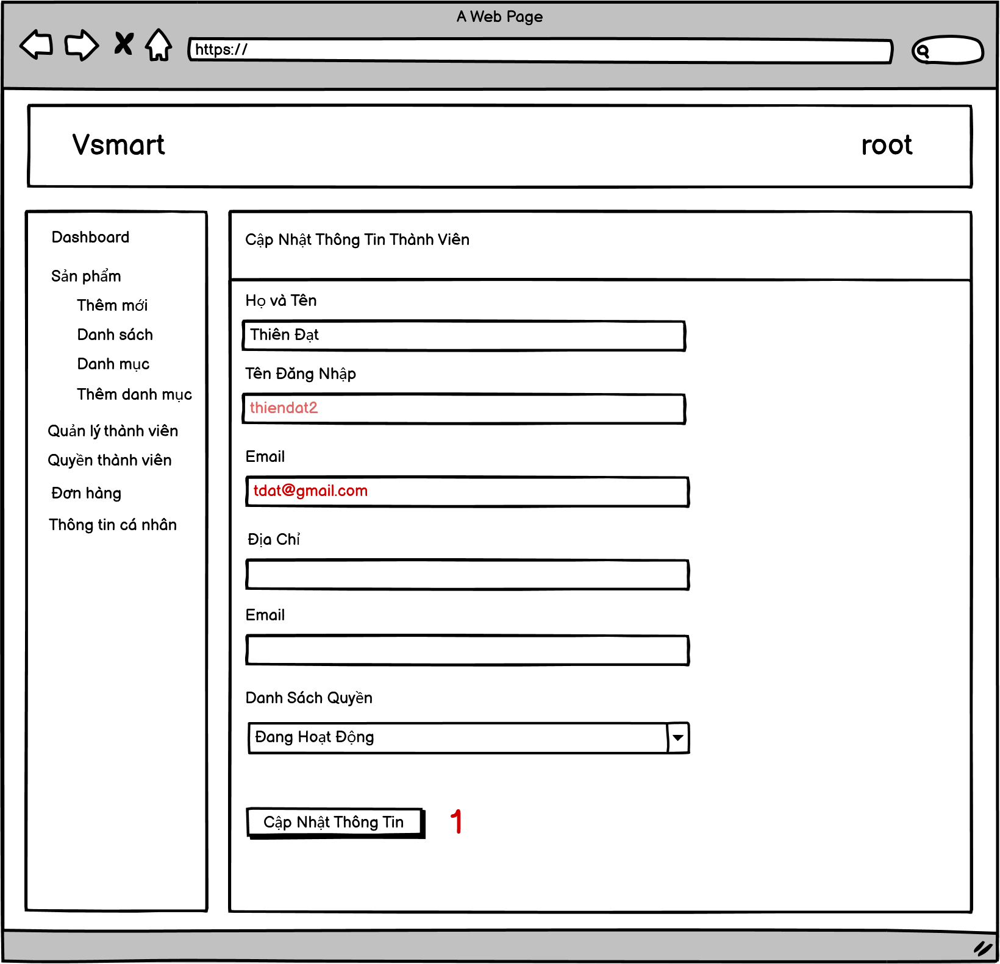 A Web Page
https://
Vsmart
root
Dashboard
Sản phẩm
Thêm mới
Danh sách
Danh mục
Thêm danh mục
Quản lý thành viên
Quyền thành viên
Đơn hàng
Thông tin cá nhân
Cập Nhật Thông Tin Thành Viên
Họ và Tên
Thiên Đạt
Tên Đăng Nhập
thiendat2
Email
tdat@gmail.com
Địa Chỉ
Email
Danh Sách Quyền
Đang Hoạt Động
Cập Nhật Thông Tin
1